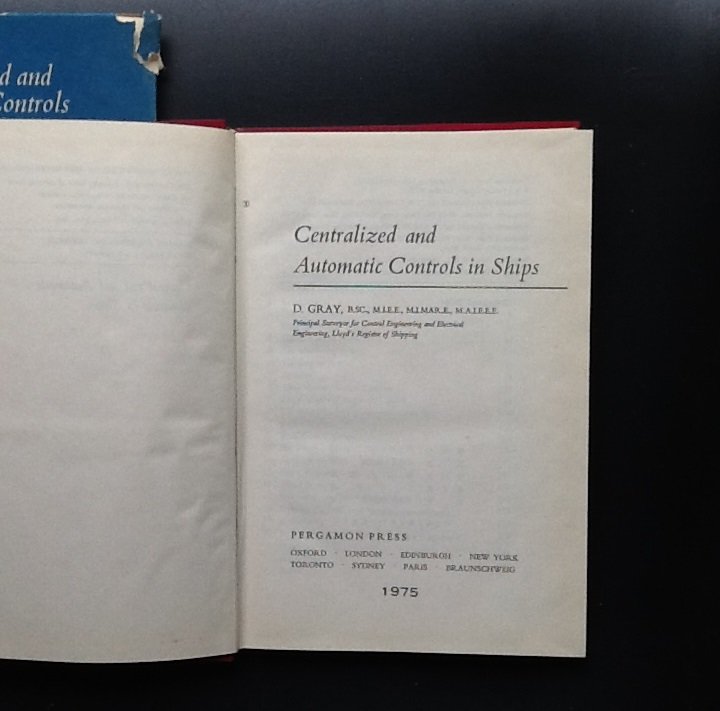 d and
Controls
Centralized and
Automatic Controls in Ships
D. GRAY, B.SC., M.I.E.E., M.I.MAR.E., M.A.I.E.E.E.
Principal Surveyor for Control Engineering and Electrical
Engineering, Lloyd's Register of Shipping
PERGAMON PRESS
OXFORD · LONDON · EDINBURGH · NEW YORK
TORONTO · SYDNEY · PARIS · BRAUNSCHWEIG
1975